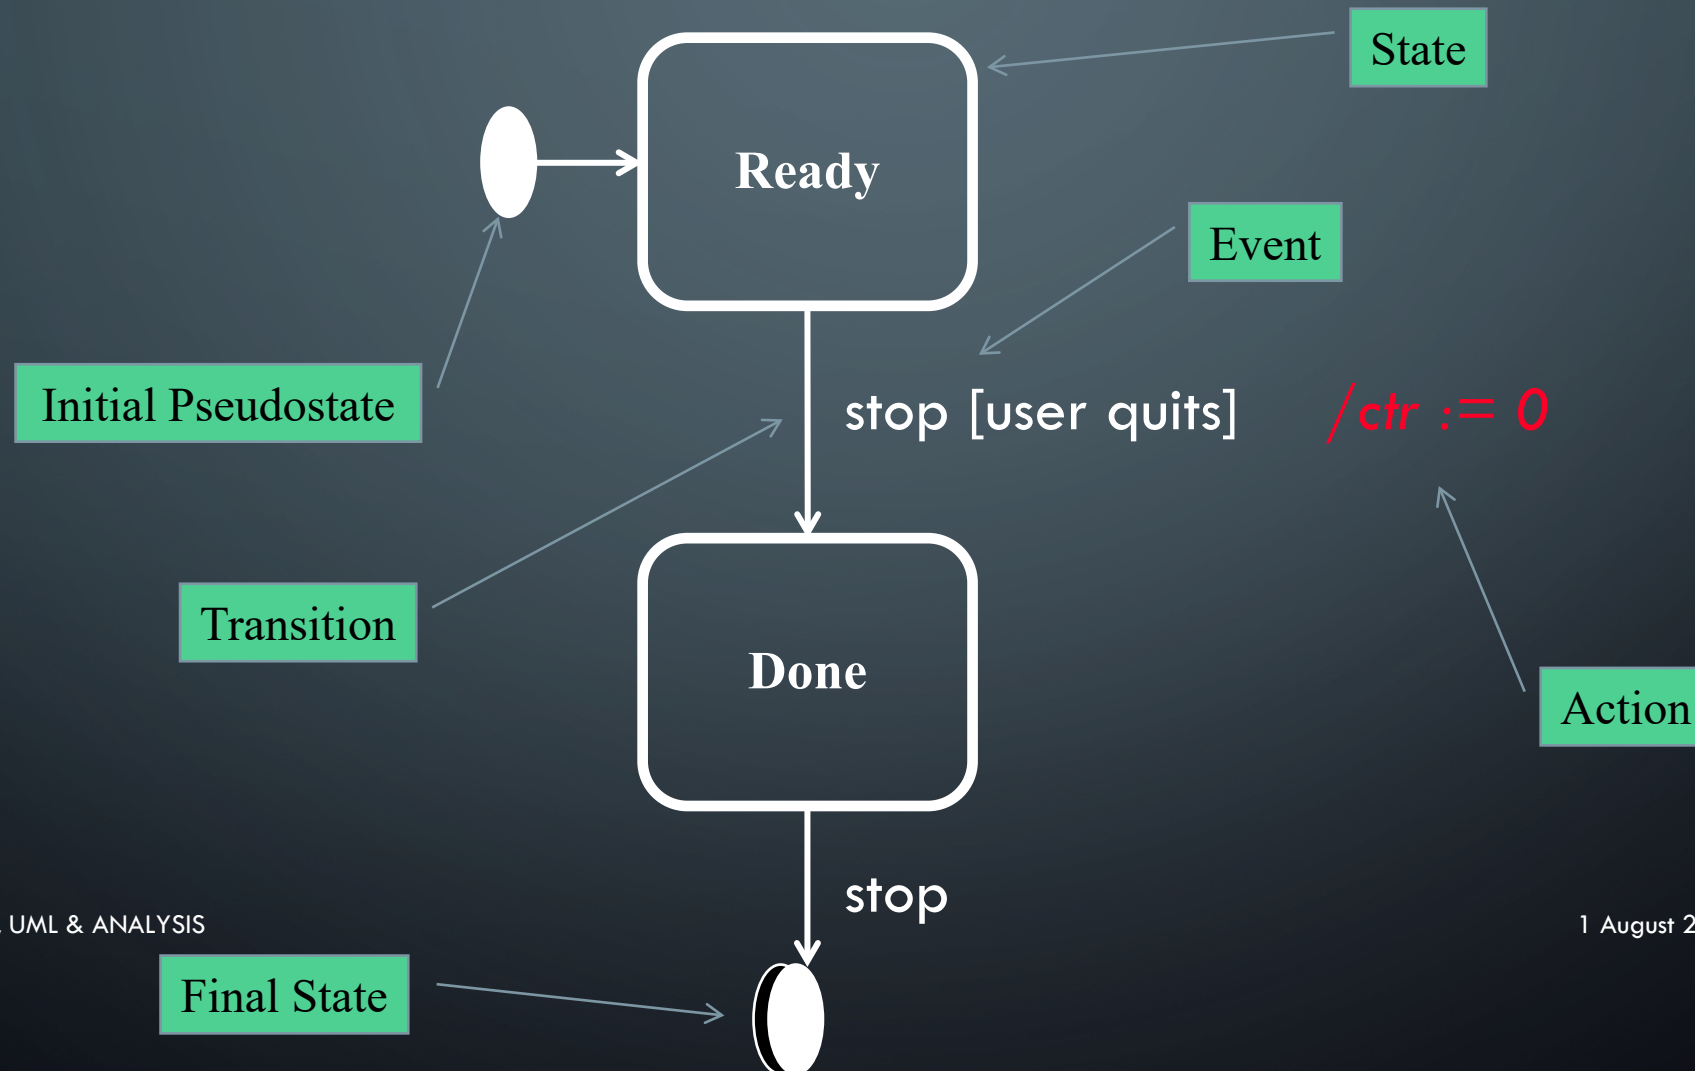 State
Ready
Event
Initial Pseudostate
stop [user quits] /ctr := 0
Transition
Done
Action
stop
UML & ANALYSIS
1 August 2
Final State